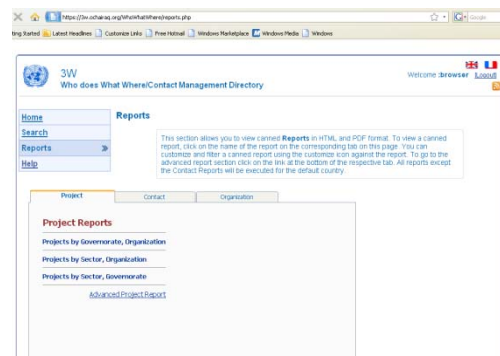 https://3w.ochairaq.org/WhoWhatWhere/reports.php
Google
ting Started Latest Headlines Customize Links Free Hotmail Windows Marketplace Windows Media Windows
3W
Who does What Where/Contact Management Directory
Welcome :browser Logout
Home
Search
Reports
Help
Reports
This section allows you to view canned Reports in HTML and PDF format. To view a canned
report, click on the name of the report on the corresponding tab on this page. You can
customize and filter a canned report using the customize icon against the report. To go to the
advanced report section click on the link at the bottom of the respective tab. All reports except
the Contact Reports will be executed for the default country.
Project Contact Organization
Project Reports
Projects by Governorate, Organization
Projects by Sector, Organization
Projects by Sector, Governorate
Advanced Project Report